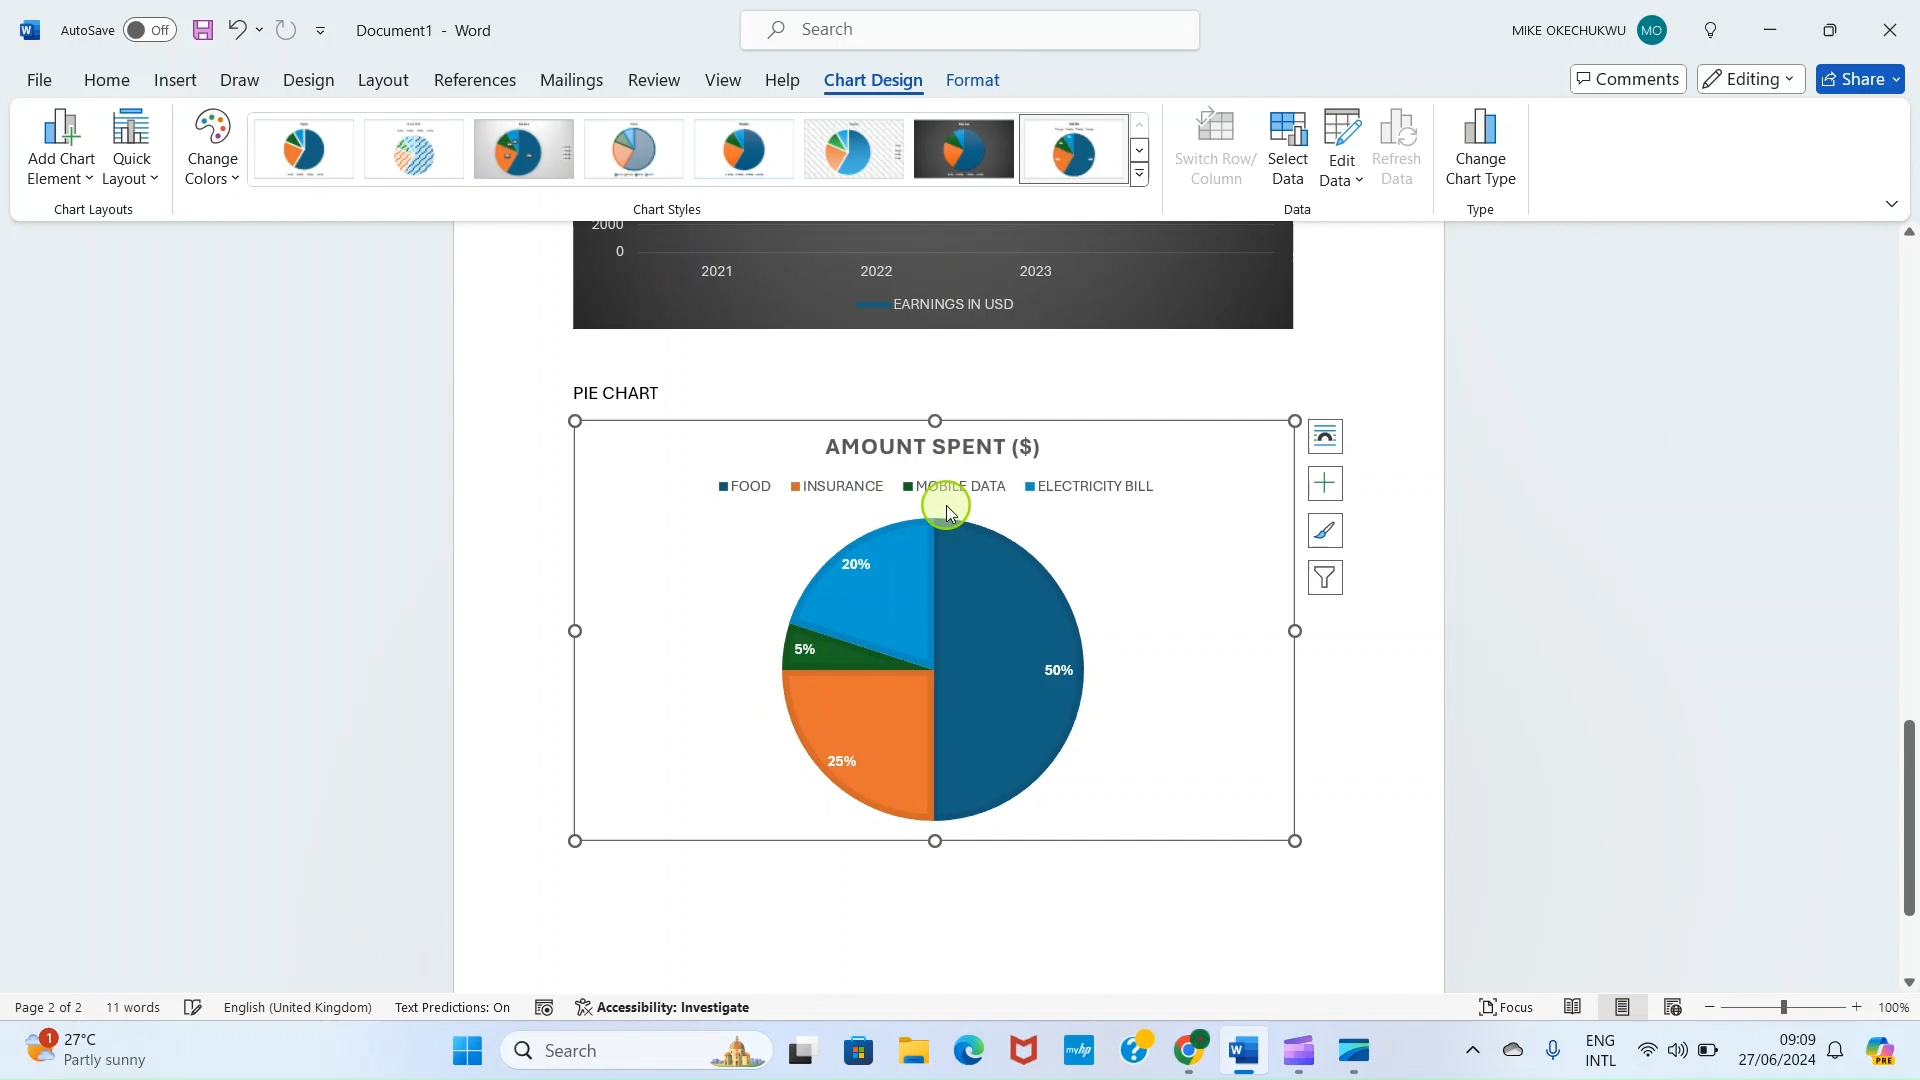 AutoSave Off Document1 - Word Search MIKE OKECHUKWU MO
File Home Insert Draw Design Layout References Mailings Review View Help Chart Design Format Comments Editing Share
Add Chart Element Quick Layout Change Colors Switch Row/ Column Select Data Edit Data Refresh Data Change Chart Type
Chart Layouts Chart Styles Data Type
2000
0
2021 2022 2023
EARNINGS IN USD
PIE CHART
AMOUNT SPENT ($)
FOOD INSURANCE MOBILE DATA ELECTRICITY BILL
20%
5%
50%
25%
Page 2 of 2 11 words English (United Kingdom) Text Predictions: On Accessibility: Investigate Focus 100%
1 27°C
Partly sunny
Search
myhp
ENG
INTL
09:09
27/06/2024
PRE